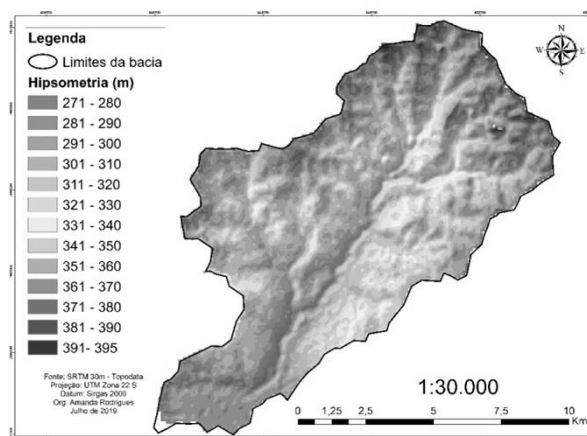 Legenda
Limites da bacia
Hipsometria (m)
271 - 280
281 - 290
291 - 300
301 - 310
311 - 320
321 - 330
331 - 340
341 - 350
351 - 360
361 - 370
371 - 380
381 - 390
391 - 395
Fonte: SRTM 30m - Topodata
Projeção: UTM Zona 22 S
Datum: Sirgas 2000
Org: Amanda Rodrigues
Julho de 2019
N
W E
S
1:30.000
0 1,25 2,5 5 7,5 10
Km